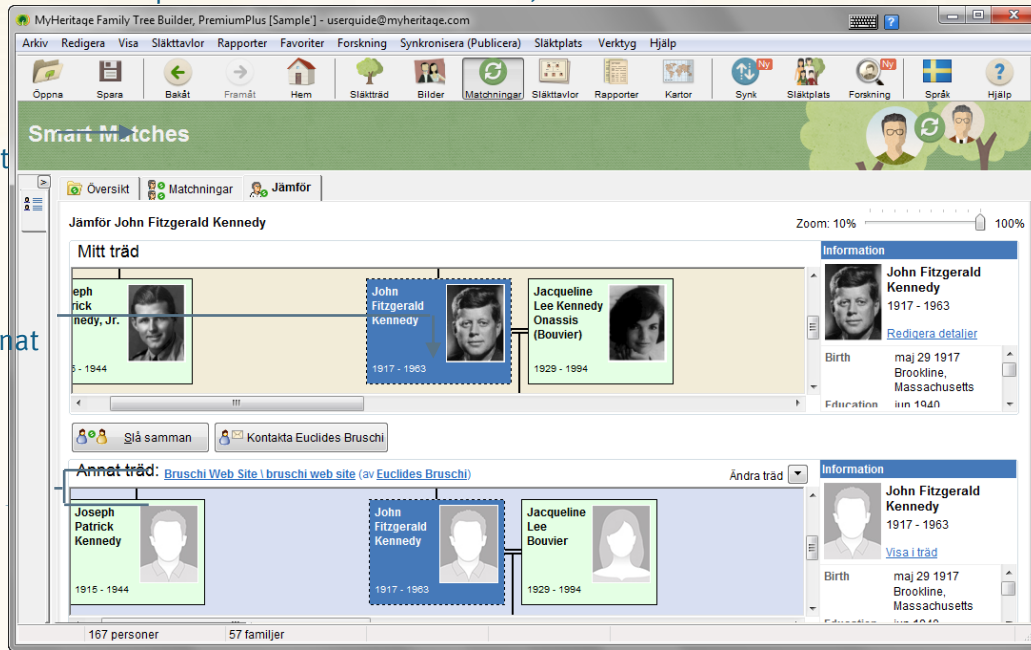 MyHeritage Family Tree Builder, PremiumPlus [Sample'] - userguide@myheritage.com
Arkiv Redigera Visa Släkttavlor Rapporter Favoriter Forskning Synkronisera (Publicera) Släktplats Verktyg Hjälp
Ny Ny
Öppna Spara Bakåt Framåt Hem Släktträd Bilder Matchningar Släkttavlor Rapporter Kartor Synk Släktplats Forskning Språk Hjälp
Smart Matches
Översikt Matchningar Jämför
Jämför John Fitzgerald Kennedy
Zoom: 10% 100%
Mitt träd
Information
eph
rick
nedy, Jr.
- 1944
John
Fitzgerald
Kennedy
1917 - 1963
Jacqueline
Lee Kennedy
Onassis
(Bouvier)
1929 - 1994
John Fitzgerald
Kennedy
1917 - 1963
Redigera detaljer
Birth maj 29 1917
Brookline,
Massachusetts
Education jun 1940
nat
Slå samman Kontakta Euclides Bruschi
Annat träd: Bruschi Web Site \ bruschi web site (av Euclides Bruschi)
Ändra träd
Information
Joseph
Patrick
Kennedy
1915 - 1944
John
Fitzgerald
Kennedy
1917 - 1963
Jacqueline
Lee
Bouvier
1929 - 1994
John Fitzgerald
Kennedy
1917 - 1963
Visa i träd
Birth maj 29 1917
Brookline,
Massachusetts
167 personer 57 familjer